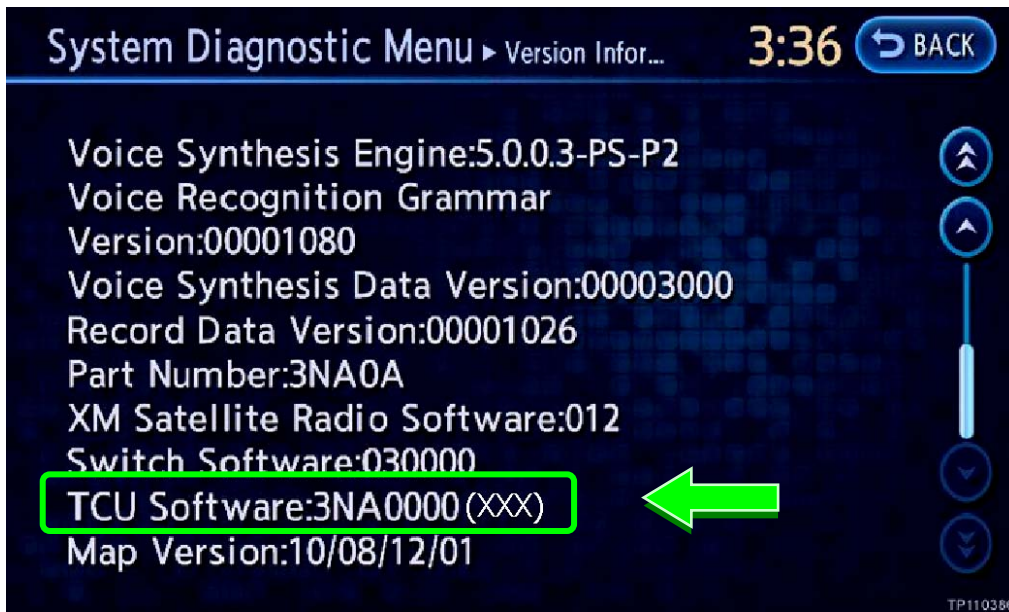 System Diagnostic Menu ▸ Version Infor... 3:36 BACK
Voice Synthesis Engine:5.0.0.3-PS-P2
Voice Recognition Grammar
Version:00001080
Voice Synthesis Data Version:00003000
Record Data Version:00001026
Part Number:3NA0A
XM Satellite Radio Software:012
Switch Software:030000
TCU Software:3NA0000 (XXX)
Map Version:10/08/12/01